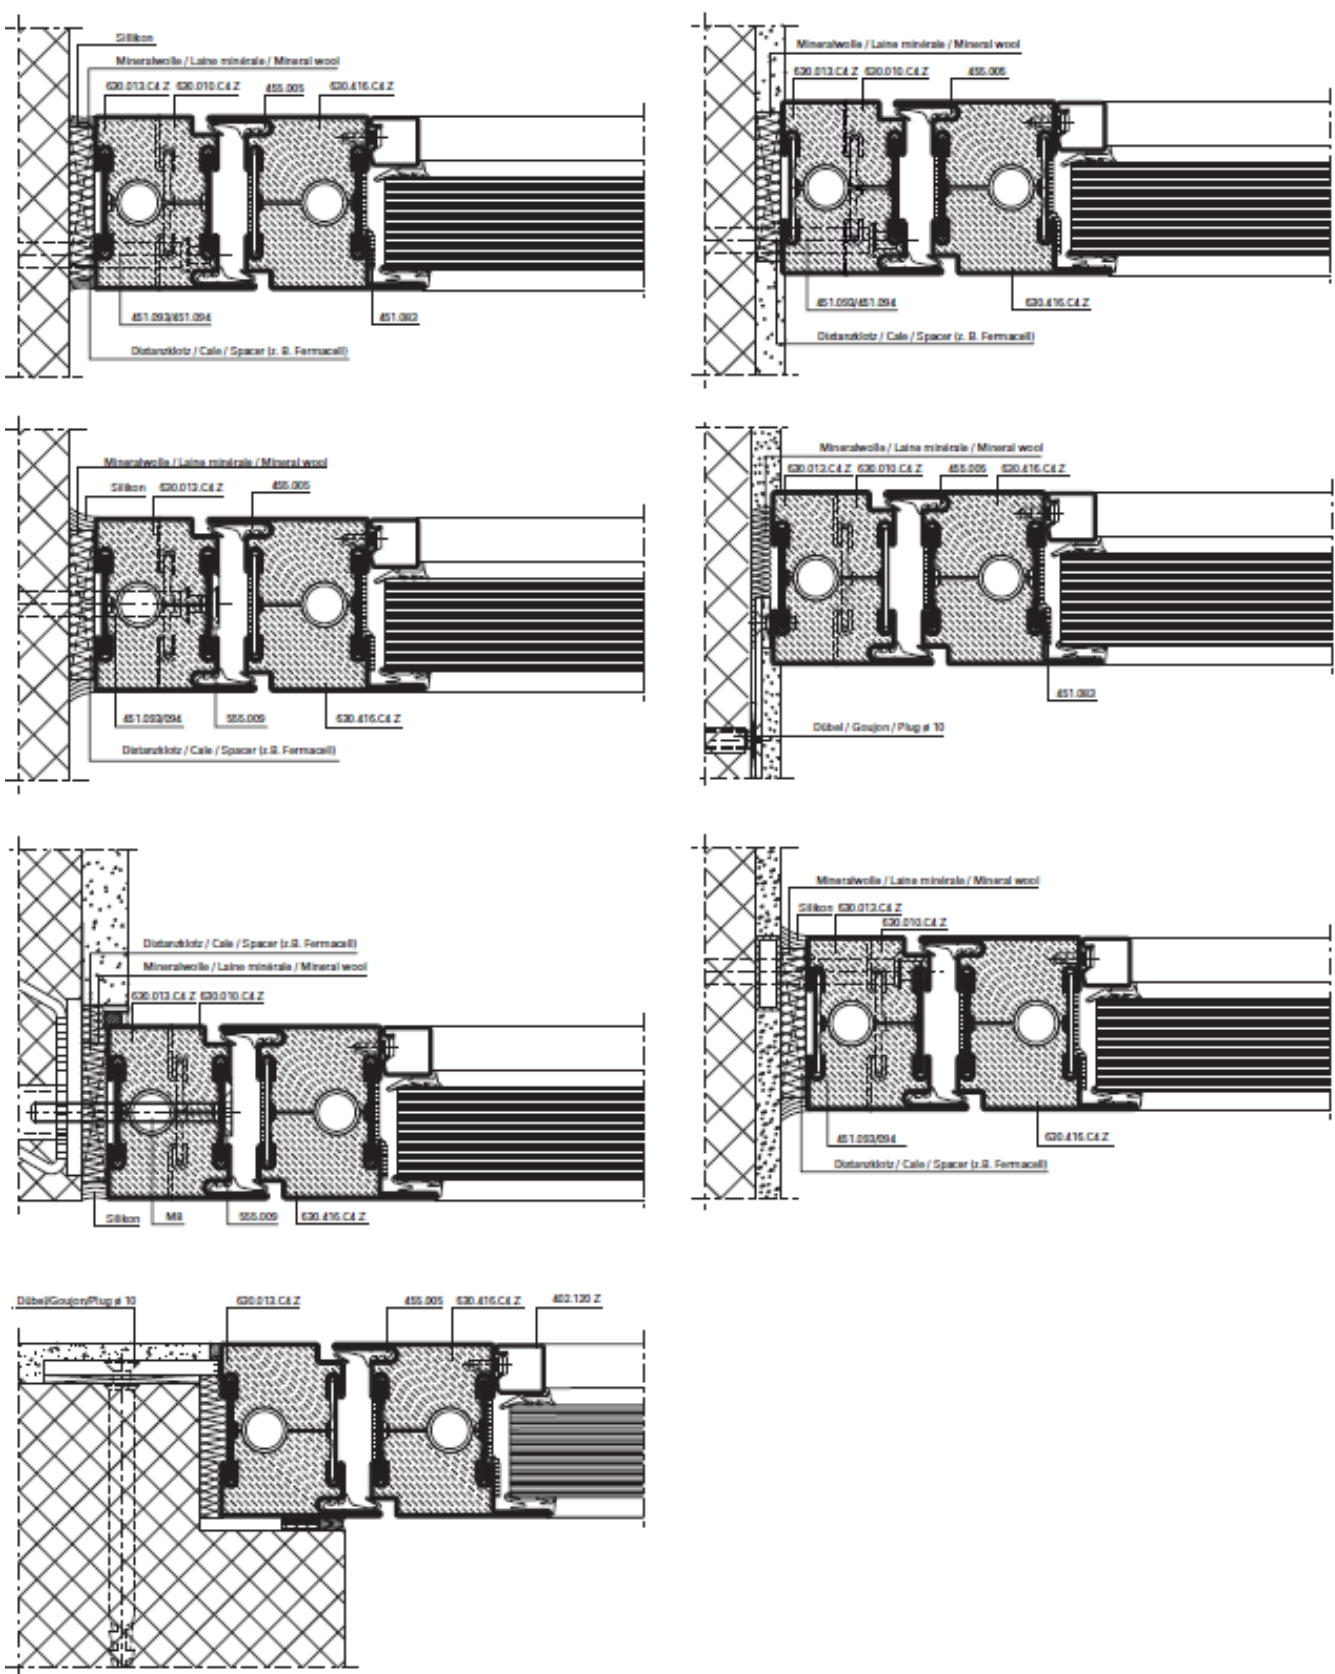 Silikon
Mineralwolle / Laine minérale / Mineral wool
630.013.C4 Z 630.010.C4 Z 455.005 630.416.C4 Z
451.093/451.094 451.083
Distanzklotz / Cale / Spacer (z. B. Fermacell)
Mineralwolle / Laine minérale / Mineral wool
630.013.C4 Z 630.010.C4 Z 455.005
451.093/451.094 630.416.C4 Z
Distanzklotz / Cale / Spacer (z. B. Fermacell)
Mineralwolle / Laine minérale / Mineral wool
Silikon 630.013.C4 Z 455.005
451.093/094 555.009 630.416.C4 Z
Distanzklotz / Cale / Spacer (z.B. Fermacell)
Mineralwolle / Laine minérale / Mineral wool
630.013.C4 Z 630.010.C4 Z 455.005 630.416.C4 Z
451.083
Dübel / Goujon / Plug ø 10
Distanzklotz / Cale / Spacer (z.B. Fermacell)
Mineralwolle / Laine minérale / Mineral wool
630.013.C4 Z 630.010.C4 Z
Silikon M8 555.009 630.416.C4 Z
Mineralwolle / Laine minérale / Mineral wool
Silikon 630.013.C4 Z
630.010.C4 Z
451.093/094 630.416.C4 Z
Distanzklotz / Cale / Spacer (z.B. Fermacell)
Dübel/Goujon/Plug ø 10 630.013.C4 Z 455.005 630.416.C4 Z 402.120 Z